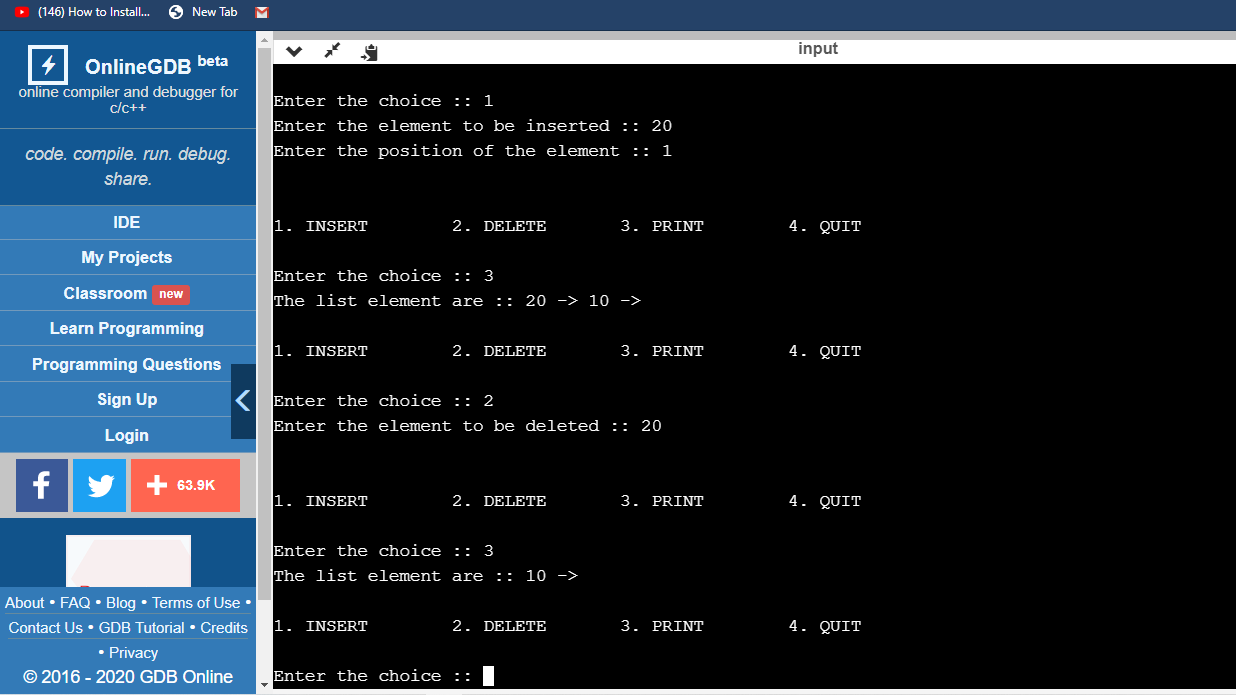 (146) How to Install...
New Tab
OnlineGDB beta
online compiler and debugger for
c/c++
code. compile. run. debug.
share.
IDE
My Projects
Classroom new
Learn Programming
Programming Questions
Sign Up
Login
63.9K
About • FAQ • Blog • Terms of Use •
Contact Us • GDB Tutorial • Credits
• Privacy
© 2016 - 2020 GDB Online
input
Enter the choice :: 1
Enter the element to be inserted :: 20
Enter the position of the element :: 1
1. INSERT 2. DELETE 3. PRINT 4. QUIT
Enter the choice :: 3
The list element are :: 20 -> 10 ->
1. INSERT 2. DELETE 3. PRINT 4. QUIT
Enter the choice :: 2
Enter the element to be deleted :: 20
1. INSERT 2. DELETE 3. PRINT 4. QUIT
Enter the choice :: 3
The list element are :: 10 ->
1. INSERT 2. DELETE 3. PRINT 4. QUIT
Enter the choice ::